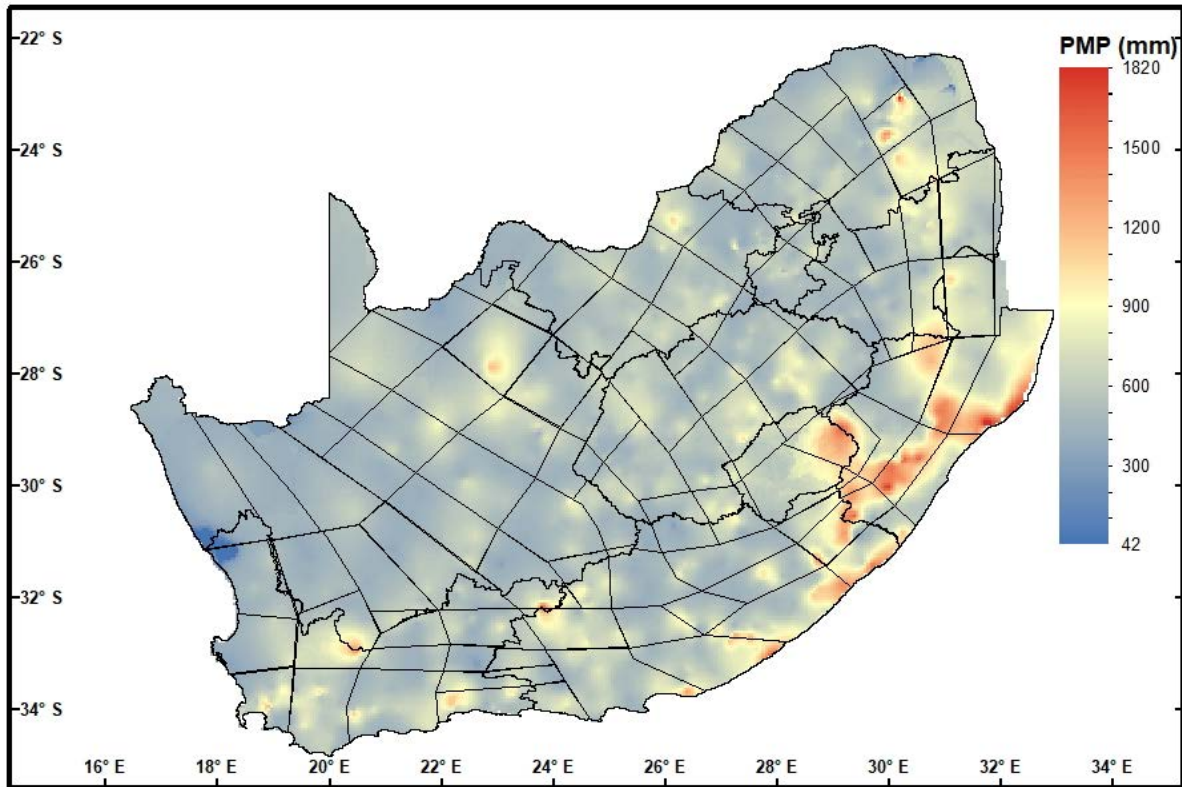 PMP (mm)
1820
1500
1200
900
600
300
42
22° S
24° S
26° S
28° S
30° S
32° S
34° S
16° E
18° E
20° E
22° E
24° E
26° E
28° E
30° E
32° E
34° E